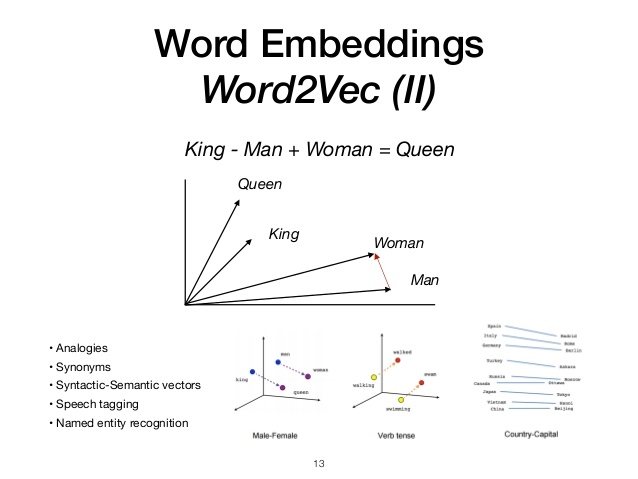 Word Embeddings
Word2Vec (II)
King - Man + Woman = Queen
Queen
King
Woman
Man
• Analogies
• Synonyms
• Syntactic-Semantic vectors
• Speech tagging
• Named entity recognition
man
woman
king
queen
Male-Female
walked
swam
walking
swimming
Verb tense
Spain
Madrid
Italy
Rome
Germany
Berlin
Turkey
Ankara
Russia
Moscow
Canada
Ottawa
Japan
Tokyo
Vietnam
Hanoi
China
Beijing
Country-Capital
13